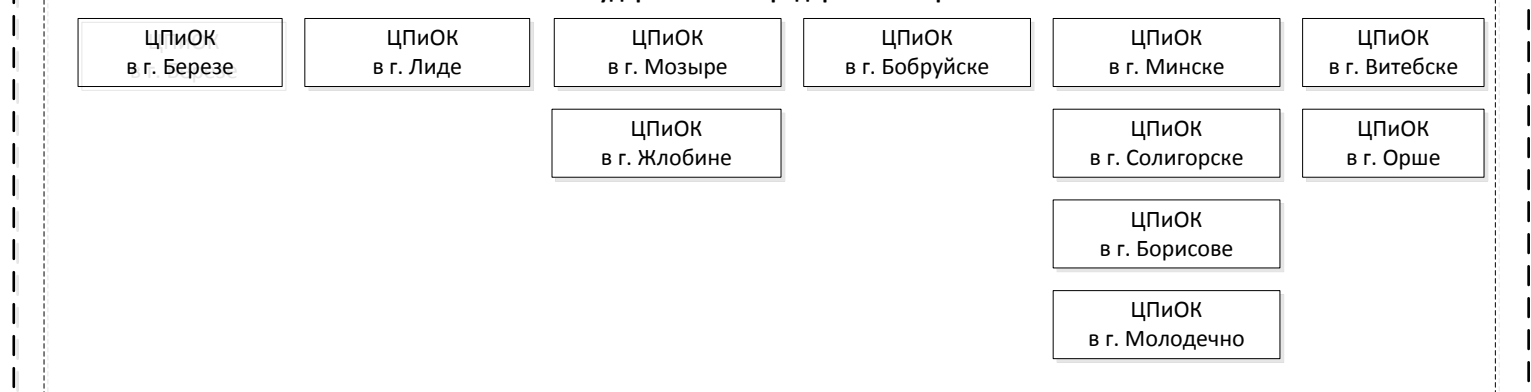 ЦПиОК
в г. Березе
ЦПиОК
в г. Лиде
ЦПиОК
в г. Мозыре
ЦПиОК
в г. Бобруйске
ЦПиОК
в г. Минске
ЦПиОК
в г. Витебске
ЦПиОК
в г. Жлобине
ЦПиОК
в г. Солигорске
ЦПиОК
в г. Орше
ЦПиОК
в г. Борисове
ЦПиОК
в г. Молодечно